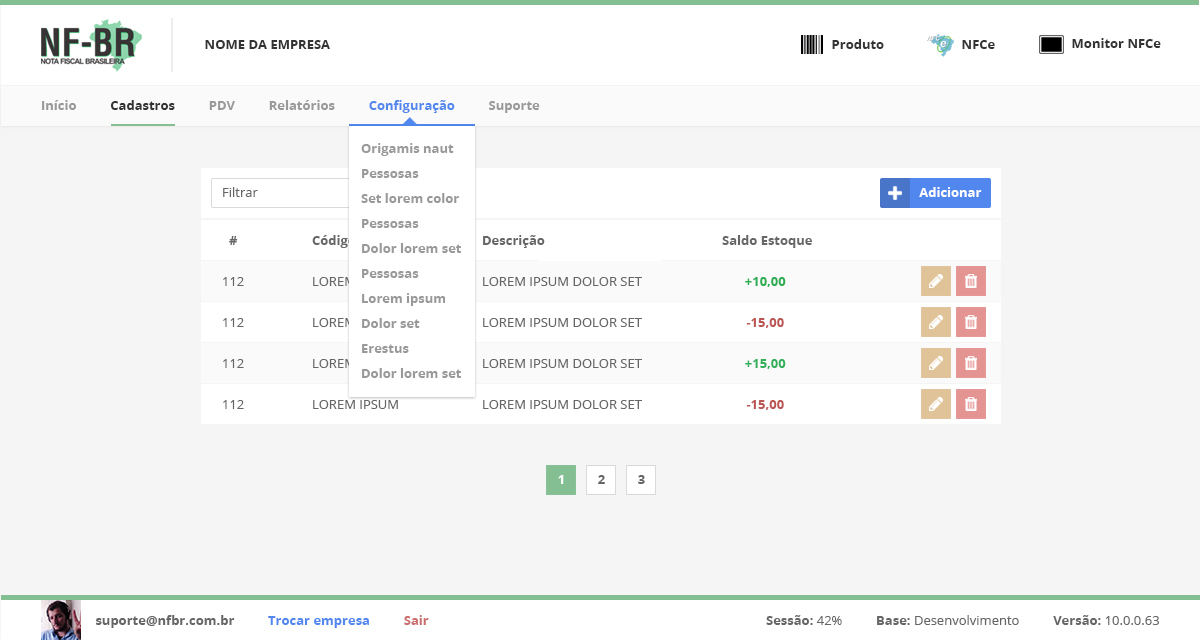 NF-BR
NOTA FISCAL BRASILEIRA
NOME DA EMPRESA
Produto
NFCe
Monitor NFCe
Início
Cadastros
PDV
Relatórios
Configuração
Suporte
Origamis naut
Pessosas
Set lorem color
Pessosas
Dolor lorem set
Pessosas
Lorem ipsum
Dolor set
Erestus
Dolor lorem set
Filtrar
Adicionar
# Códig Descrição Saldo Estoque
112 LOREM LOREM IPSUM DOLOR SET +10,00
112 LOREM LOREM IPSUM DOLOR SET -15,00
112 LOREM LOREM IPSUM DOLOR SET +15,00
112 LOREM IPSUM LOREM IPSUM DOLOR SET -15,00
1 2 3
suporte@nfbr.com.br
Trocar empresa
Sair
Sessão: 42%
Base: Desenvolvimento
Versão: 10.0.0.63